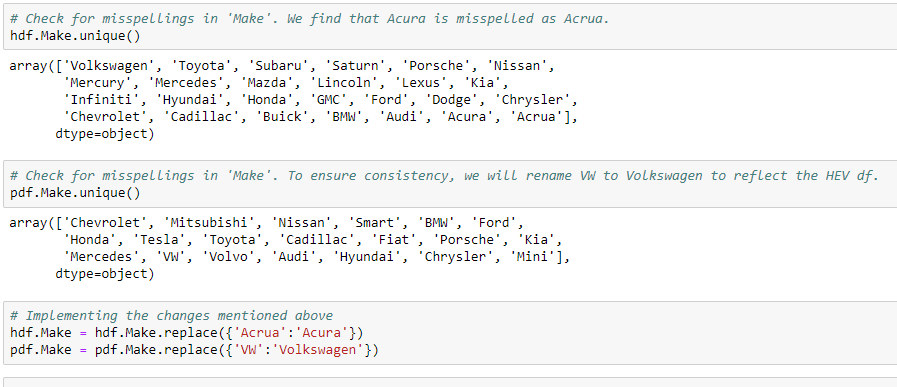 # Check for misspellings in 'Make'. We find that Acura is misspelled as Acrua.
hdf.Make.unique()
array(['Volkswagen', 'Toyota', 'Subaru', 'Saturn', 'Porsche', 'Nissan',
'Mercury', 'Mercedes', 'Mazda', 'Lincoln', 'Lexus', 'Kia',
'Infiniti', 'Hyundai', 'Honda', 'GMC', 'Ford', 'Dodge', 'Chrysler',
'Chevrolet', 'Cadillac', 'Buick', 'BMW', 'Audi', 'Acura', 'Acrua'],
dtype=object)
# Check for misspellings in 'Make'. To ensure consistency, we will rename VW to Volkswagen to reflect the HEV df.
pdf.Make.unique()
array(['Chevrolet', 'Mitsubishi', 'Nissan', 'Smart', 'BMW', 'Ford',
'Honda', 'Tesla', 'Toyota', 'Cadillac', 'Fiat', 'Porsche', 'Kia',
'Mercedes', 'VW', 'Volvo', 'Audi', 'Hyundai', 'Chrysler', 'Mini'],
dtype=object)
# Implementing the changes mentioned above
hdf.Make = hdf.Make.replace({'Acrua':'Acura'})
pdf.Make = pdf.Make.replace({'VW':'Volkswagen'})